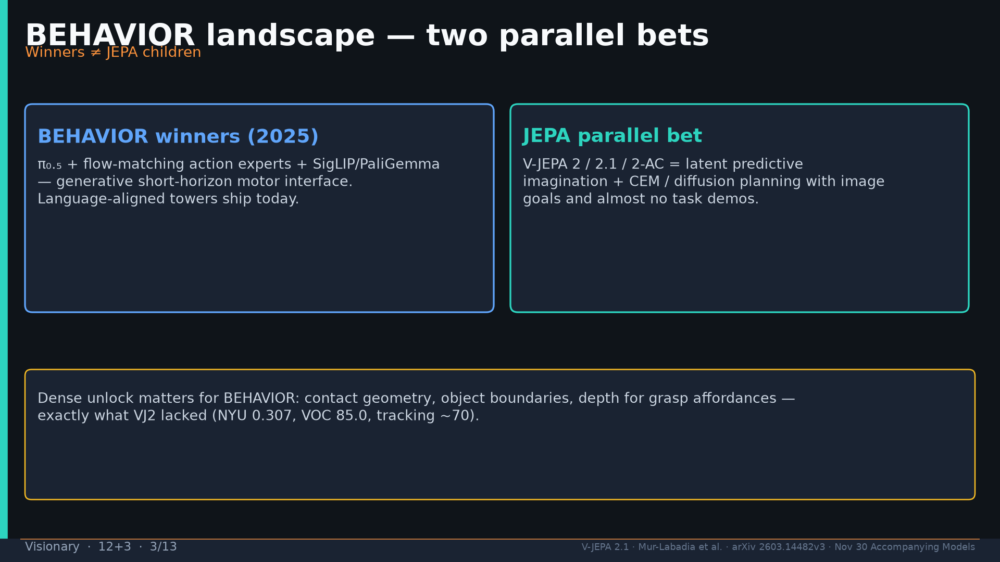 BEHAVIOR landscape — two parallel bets
Winners ≠ JEPA children
BEHAVIOR winners (2025)
π₀.₅ + flow-matching action experts + SigLIP/PaliGemma
— generative short-horizon motor interface.
Language-aligned towers ship today.
JEPA parallel bet
V-JEPA 2 / 2.1 / 2-AC = latent predictive
imagination + CEM / diffusion planning with image
goals and almost no task demos.
Dense unlock matters for BEHAVIOR: contact geometry, object boundaries, depth for grasp affordances —
exactly what VJ2 lacked (NYU 0.307, VOC 85.0, tracking ~70).
Visionary · 12+3 · 3/13
V-JEPA 2.1 · Mur-Labadia et al. · arXiv 2603.14482v3 · Nov 30 Accompanying Models